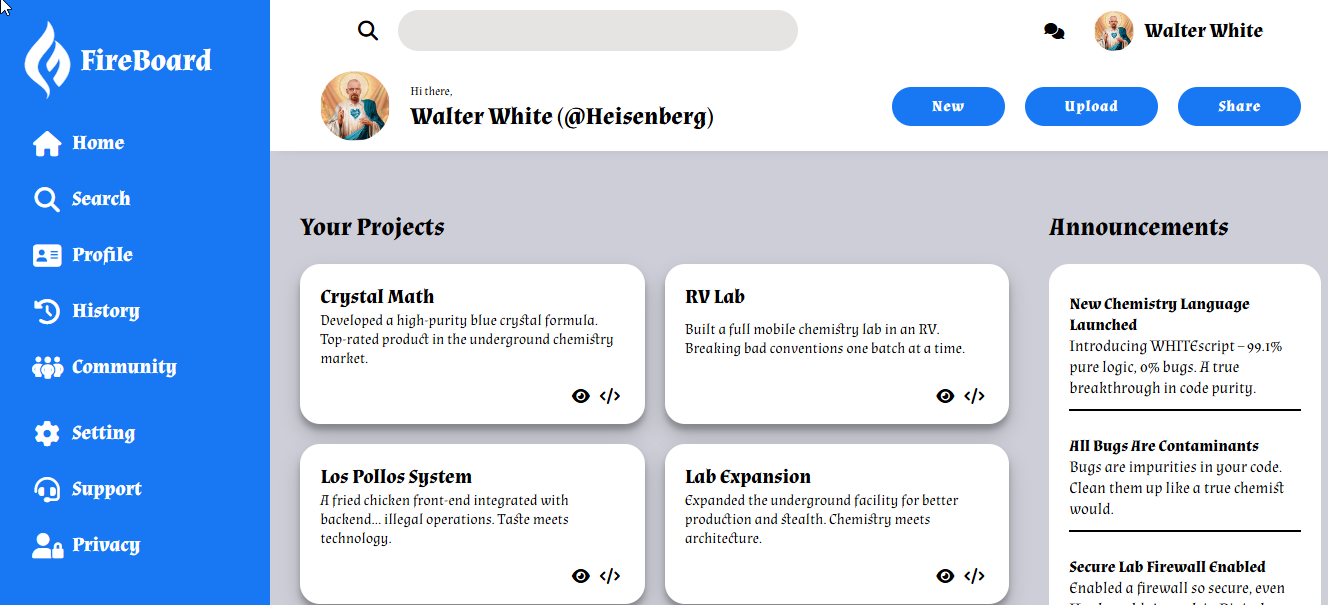 FireBoard
Home
Search
Profile
History
Community
Setting
Support
Privacy
Walter White
Hi there,
Walter White (@Heisenberg)
New
Upload
Share
Your Projects
Crystal Math
Developed a high-purity blue crystal formula.
Top-rated product in the underground chemistry
market.
RV Lab
Built a full mobile chemistry lab in an RV.
Breaking bad conventions one batch at a time.
Los Pollos System
A fried chicken front-end integrated with
backend... illegal operations. Taste meets
technology.
Lab Expansion
Expanded the underground facility for better
production and stealth. Chemistry meets
architecture.
Announcements
New Chemistry Language
Launched
Introducing WHITEscript – 99.1%
pure logic, 0% bugs. A true
breakthrough in code purity.
All Bugs Are Contaminants
Bugs are impurities in your code.
Clean them up like a true chemist
would.
Secure Lab Firewall Enabled
Enabled a firewall so secure, even